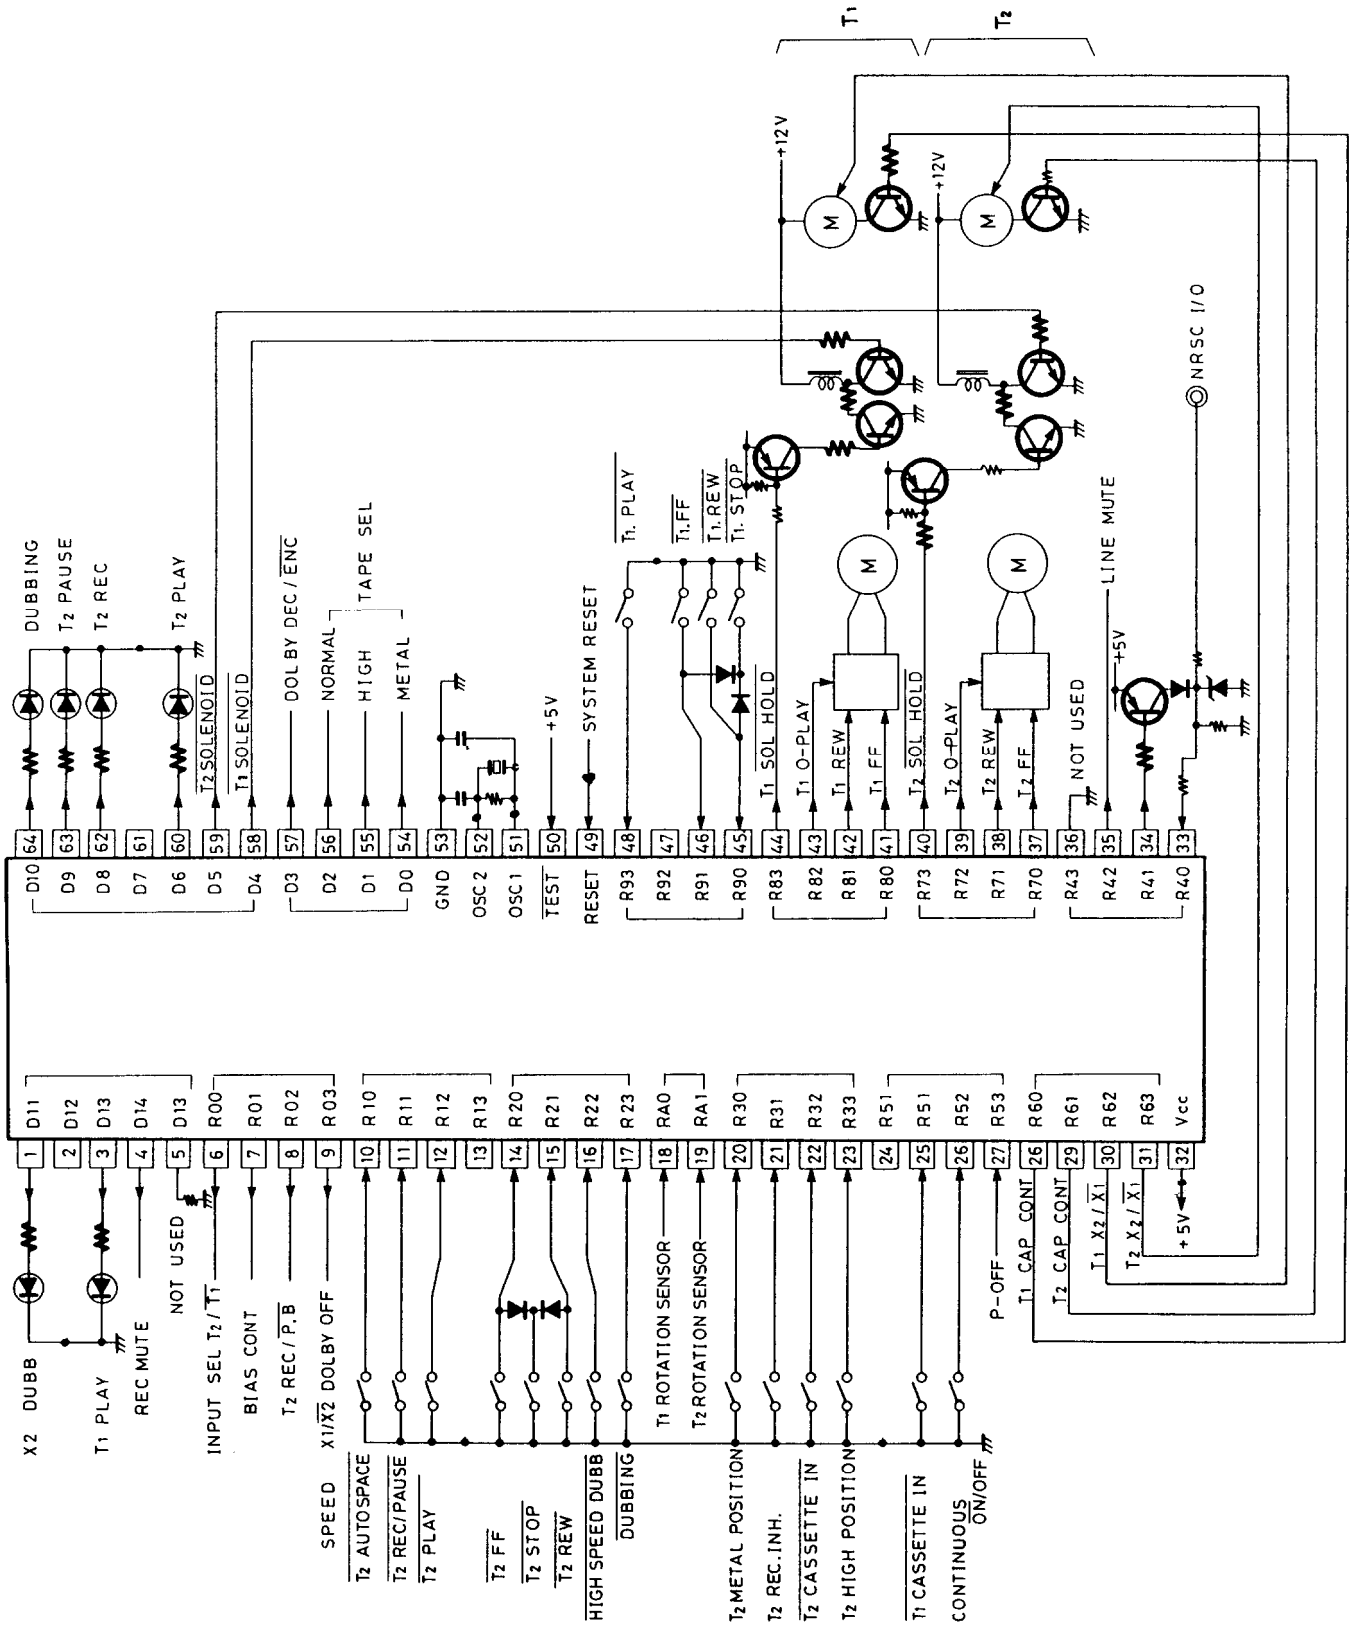 T1
T2
+12V
+12V
M
M
NRSC I/O
DUBBING
T2 PAUSE
T2 REC
T2 PLAY
T2 SOLENOID
T1 SOLENOID
DOLBY DEC/ENC
NORMAL
HIGH
METAL
TAPE SEL
+5V
SYSTEM RESET
T1. PLAY
T1. FF
T1. REW
T1. STOP
T1 SOL HOLD
T1 O-PLAY
T1 REW
T1 FF
M
T2 SOL HOLD
T2 O-PLAY
T2 REW
T2 FF
M
NOT USED
LINE MUTE
+5V
64 D10
63 D9
62 D8
61 D7
60 D6
59 D5
58 D4
57 D3
56 D2
55 D1
54 D0
53 GND
52 OSC2
51 OSC1
50 TEST
49 RESET
48 R93
47 R92
46 R91
45 R90
44 R83
43 R82
42 R81
41 R80
40 R73
39 R72
38 R71
37 R70
36 R43
35 R42
34 R41
33 R40
D11 1
D12 2
D13 3
D14 4
D13 5
R00 6
R01 7
R02 8
R03 9
R10 10
R11 11
R12 12
R13 13
R20 14
R21 15
R22 16
R23 17
RA0 18
RA1 19
R30 20
R31 21
R32 22
R33 23
R51 24
R51 25
R52 26
R53 27
R60 26
R61 29
R62 30
R63 31
Vcc 32
X2 DUBB
T1 PLAY
REC MUTE
NOT USED
INPUT SEL T2/T1
BIAS CONT
T2 REC/P.B
SPEED X1/X2 DOLBY OFF
T2 AUTOSPACE
T2 REC/PAUSE
T2 PLAY
T2 FF
T2 STOP
T2 REW
HIGH SPEED DUBB
DUBBING
T1 ROTATION SENSOR
T2 ROTATION SENSOR
T2 METAL POSITION
T2 REC.INH.
T2 CASSETTE IN
T2 HIGH POSITION
T1 CASSETTE IN
CONTINUOUS
ON/OFF
P-OFF
T1 CAP CONT
T2 CAP CONT
T1 X2/X1
T2 X2/X1
+5V